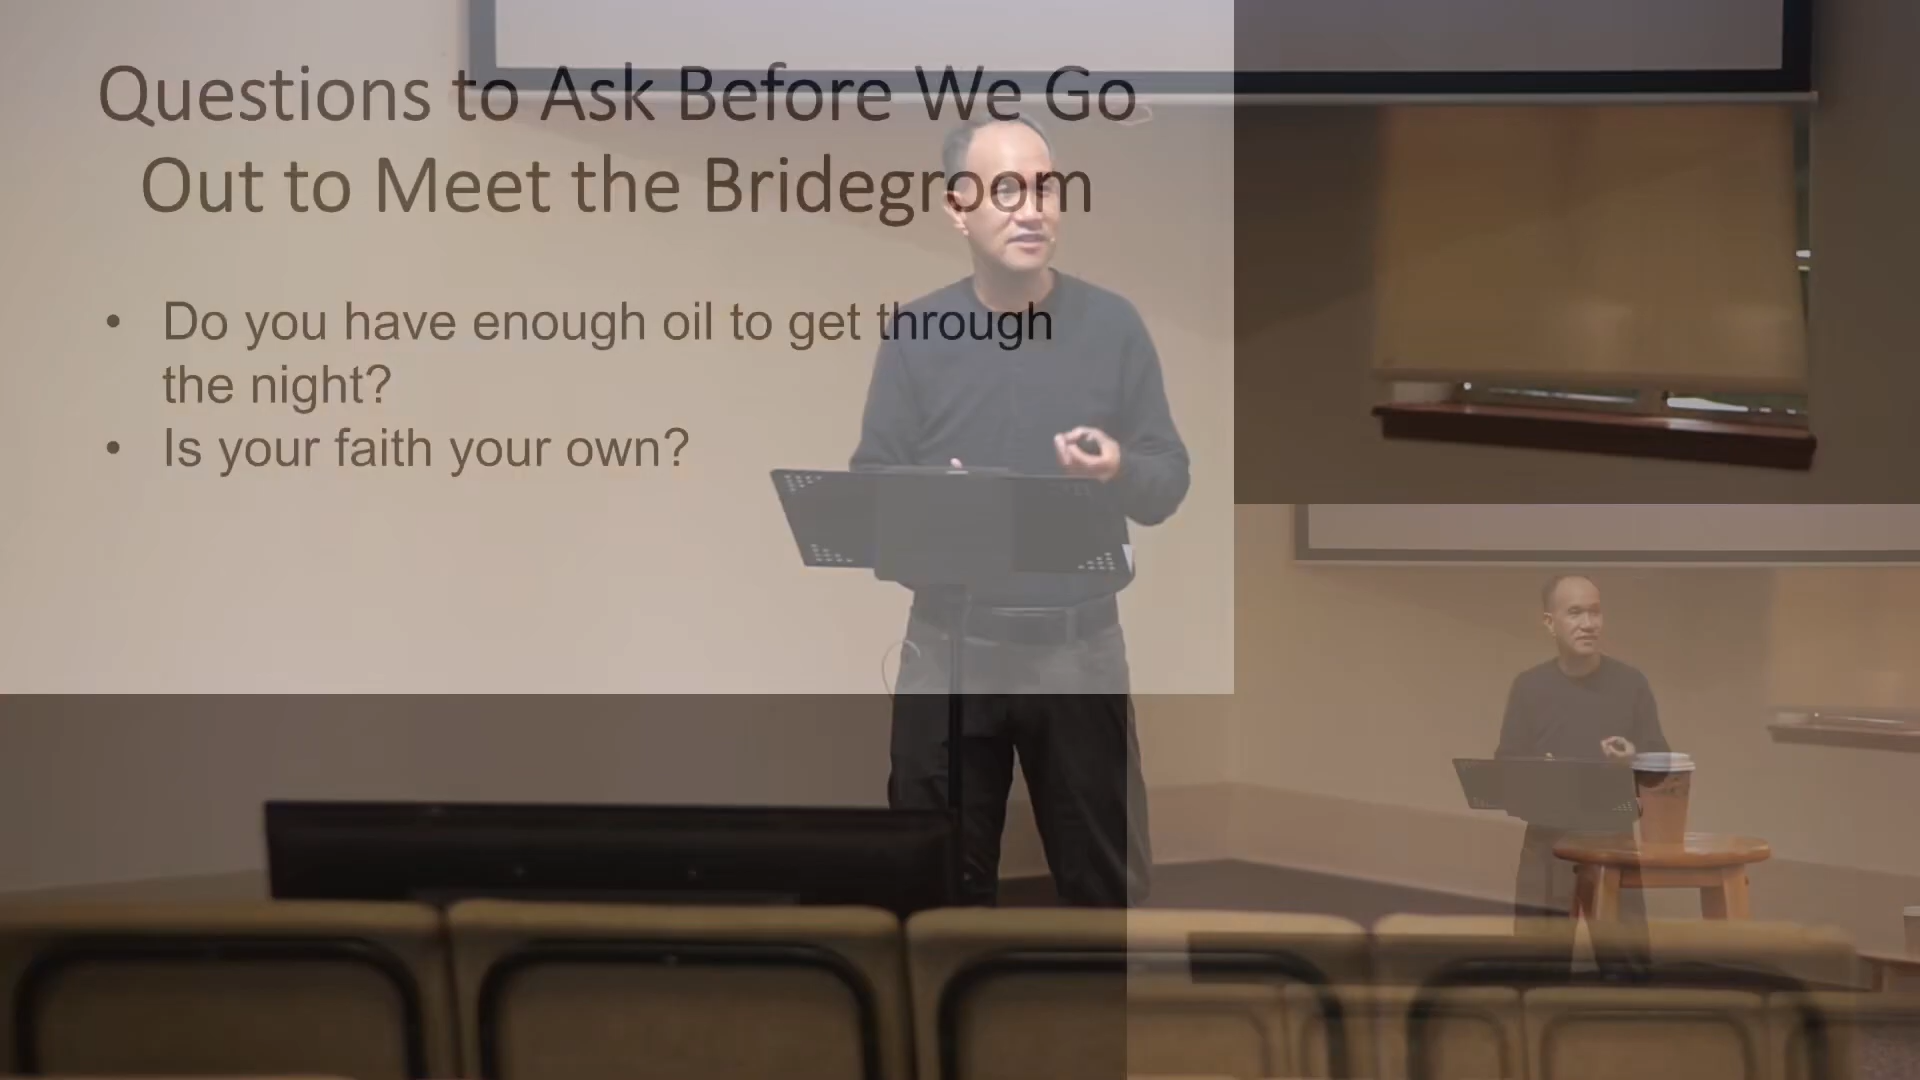 Questions to Ask Before We Go
Out to Meet the Bridegroom
• Do you have enough oil to get through
the night?
• Is your faith your own?